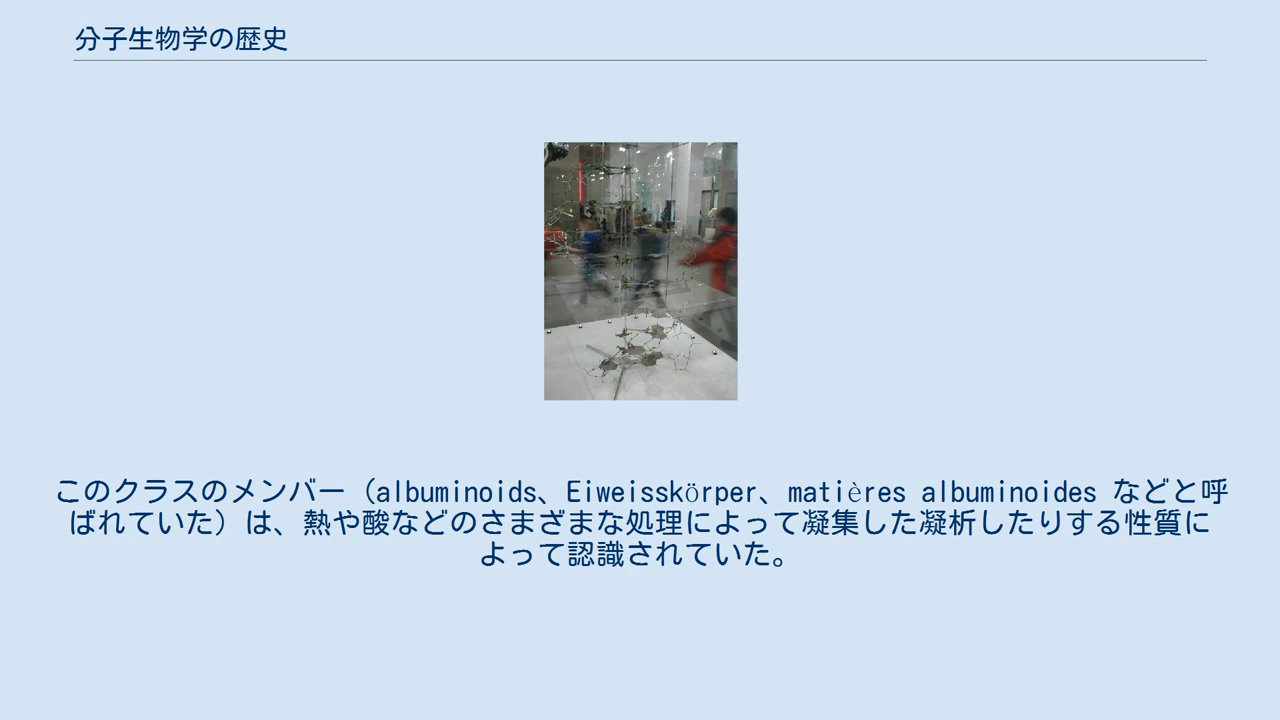 分子生物学の歴史
このクラスのメンバー（albuminoids、Eiweisskörper、matières albuminoides などと呼
ばれていた）は、熱や酸などのさまざまな処理によって凝集した凝析したりする性質に
よって認識されていた。